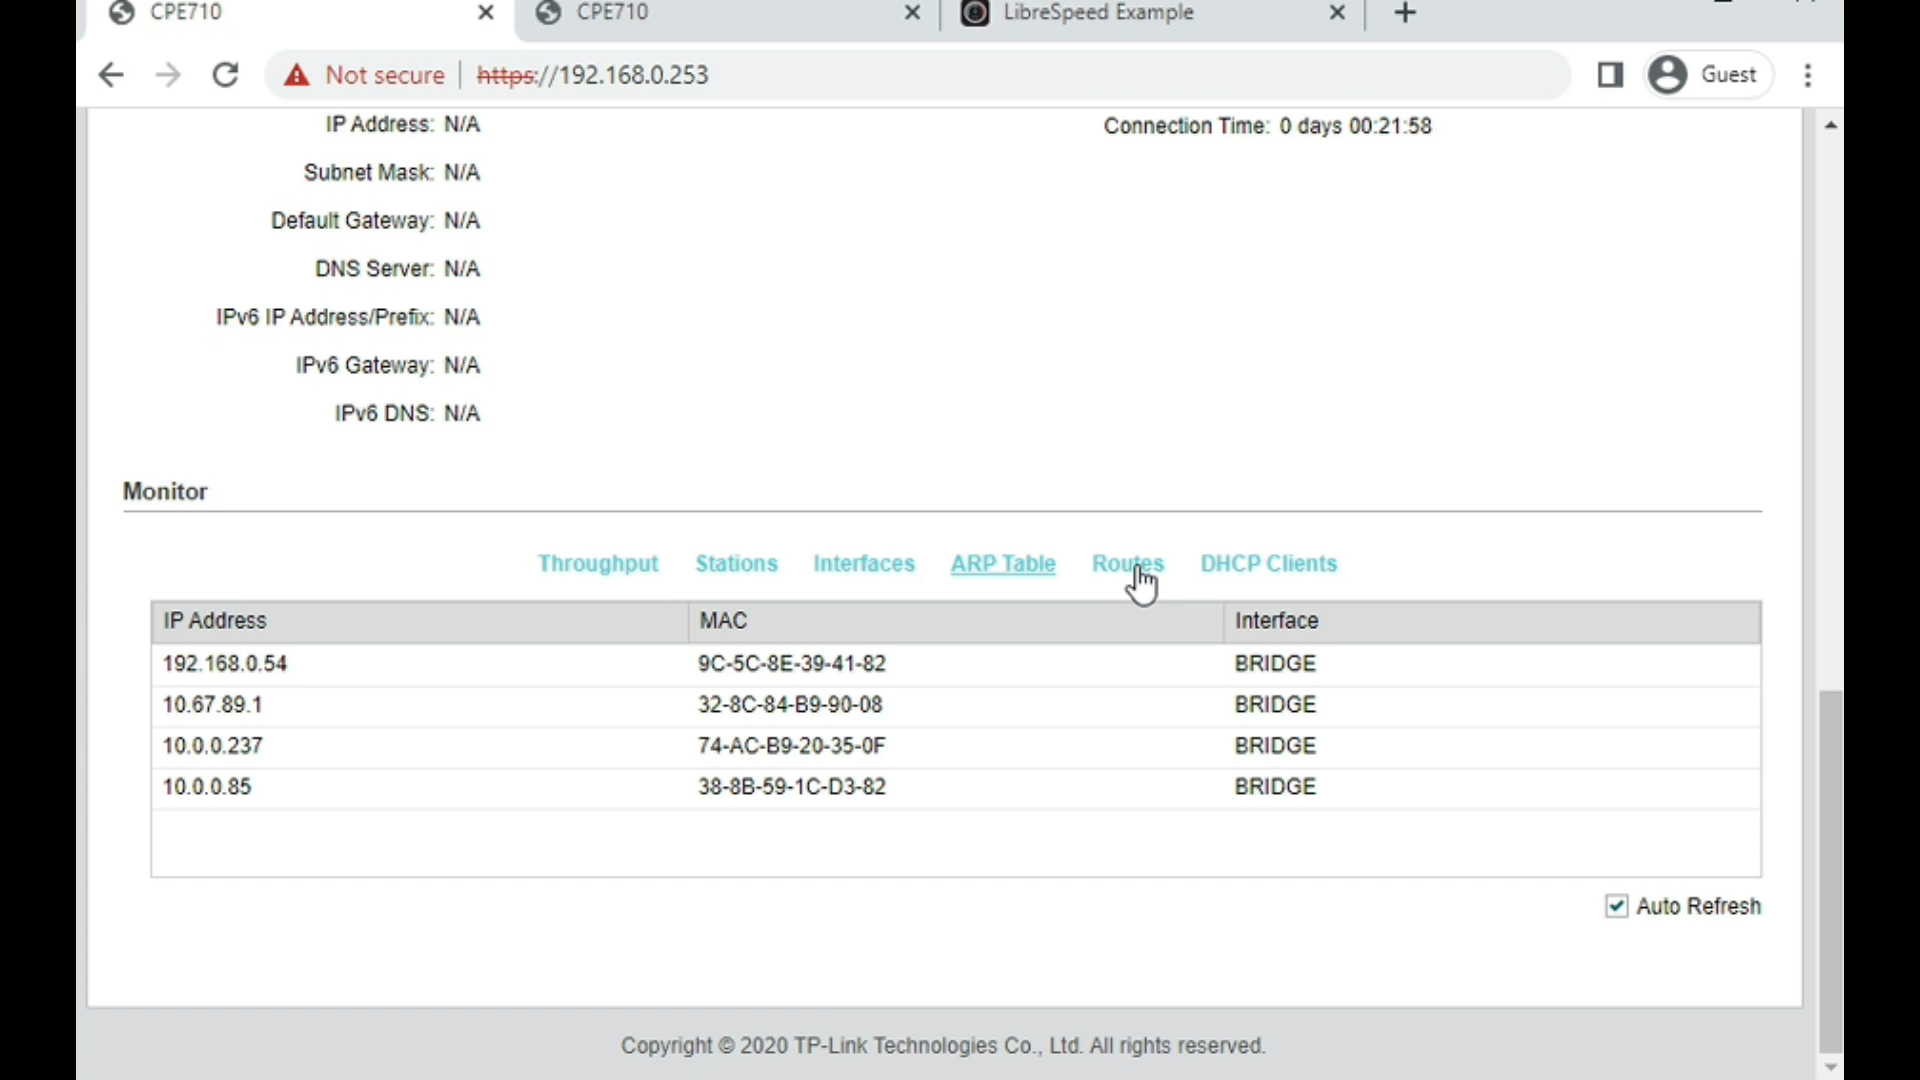 CPE710
CPE710
LibreSpeed Example
Not secure
https://192.168.0.253
Guest
IP Address: N/A
Connection Time: 0 days 00:21:58
Subnet Mask: N/A
Default Gateway: N/A
DNS Server: N/A
IPv6 IP Address/Prefix: N/A
IPv6 Gateway: N/A
IPv6 DNS: N/A
Monitor
Throughput Stations Interfaces ARP Table Routes DHCP Clients
IP Address MAC Interface
192.168.0.54 9C-5C-8E-39-41-82 BRIDGE
10.67.89.1 32-8C-84-B9-90-08 BRIDGE
10.0.0.237 74-AC-B9-20-35-0F BRIDGE
10.0.0.85 38-8B-59-1C-D3-82 BRIDGE
Auto Refresh
Copyright © 2020 TP-Link Technologies Co., Ltd. All rights reserved.